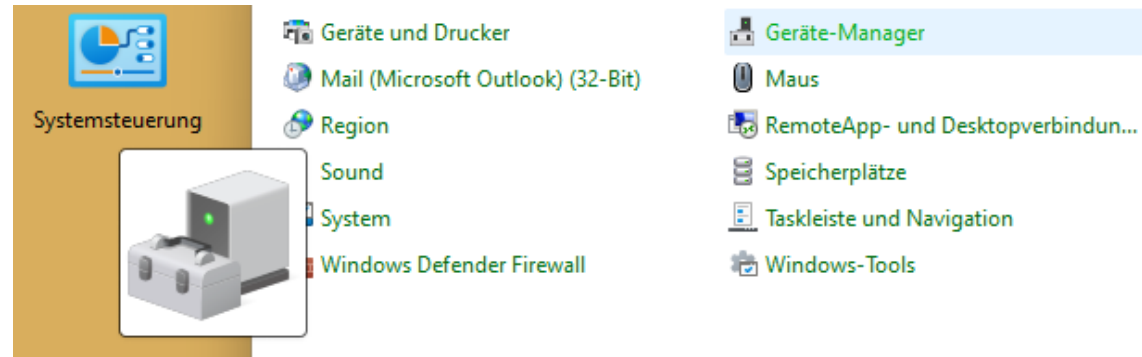 Systemsteuerung
Geräte und Drucker
Mail (Microsoft Outlook) (32-Bit)
Region
Sound
System
Windows Defender Firewall
Geräte-Manager
Maus
RemoteApp- und Desktopverbindun...
Speicherplätze
Taskleiste und Navigation
Windows-Tools